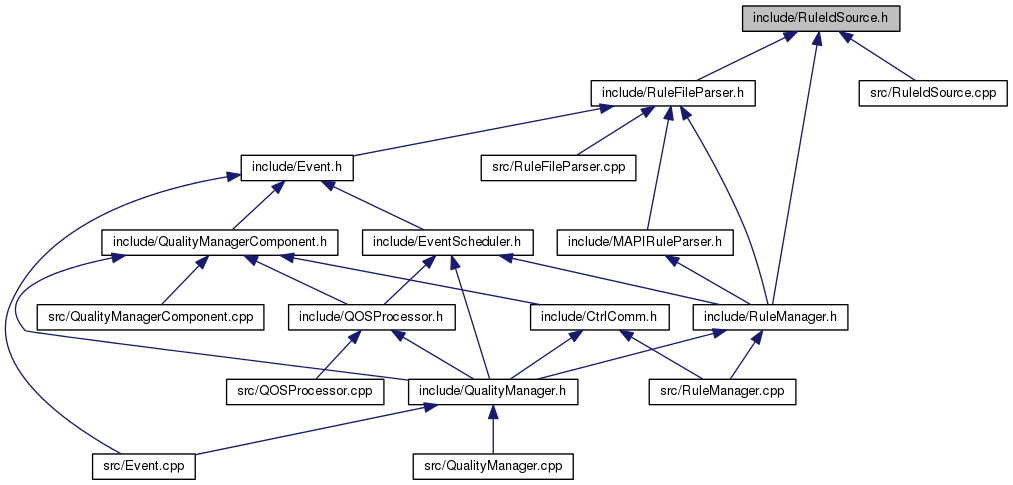 include/RuleIdSource.h
include/RuleFileParser.h
src/RuleIdSource.cpp
include/Event.h
src/RuleFileParser.cpp
include/QualityManagerComponent.h
include/EventScheduler.h
include/MAPIRuleParser.h
src/QualityManagerComponent.cpp
include/QOSProcessor.h
include/CtrlComm.h
include/RuleManager.h
src/QOSProcessor.cpp
include/QualityManager.h
src/RuleManager.cpp
src/Event.cpp
src/QualityManager.cpp